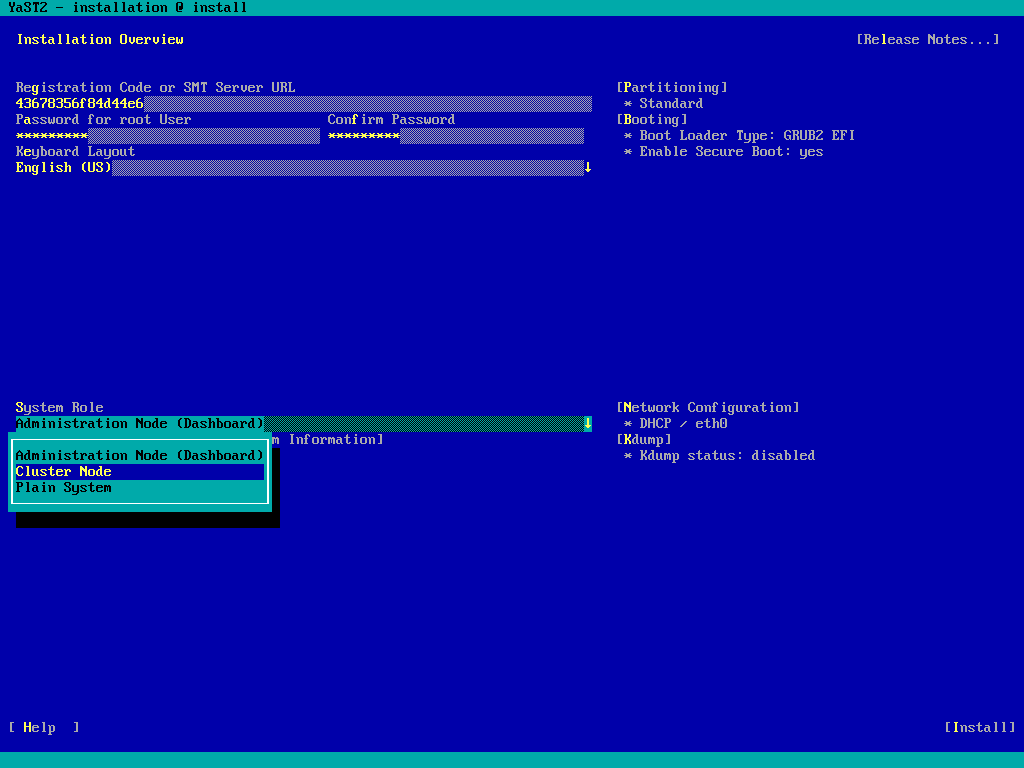 YaST2 - installation @ install
Installation Overview [Release Notes...]
Registration Code or SMT Server URL [Partitioning]
43678356f84d44e6 * Standard
Password for root User Confirm Password [Booting]
********* ********* * Boot Loader Type: GRUB2 EFI
Keyboard Layout * Enable Secure Boot: yes
English (US) ↓
System Role [Network Configuration]
Administration Node (Dashboard) ↓ * DHCP / eth0
m Information] [Kdump]
Administration Node (Dashboard) * Kdump status: disabled
Cluster Node
Plain System
[ Help ] [Install]